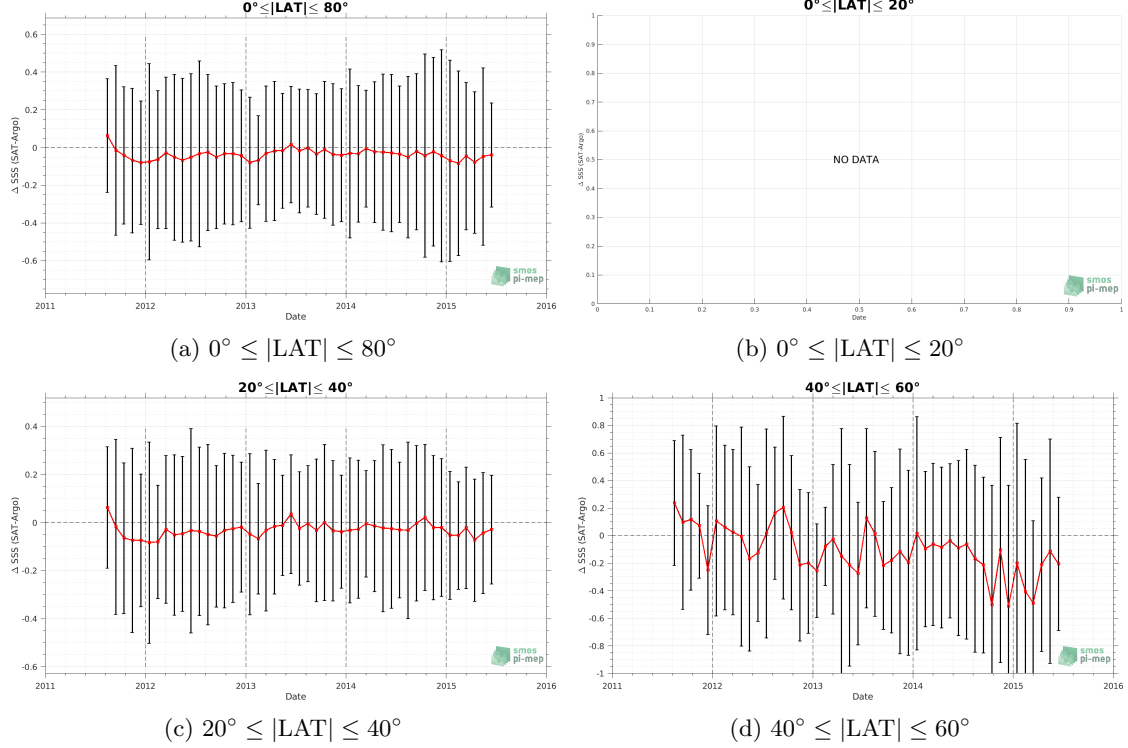 0°≤|LAT|≤ 80°
0.6
0.4
0.2
0
-0.2
-0.4
-0.6
Δ SSS (SAT-Argo)
2011
2012
2013
2014
2015
2016
Date
smos
pi-mep
(a) 0° ≤ |LAT| ≤ 80°
0°≤|LAT|≤ 20°
1
0.9
0.8
0.7
0.6
0.5
0.4
0.3
0.2
0.1
0
Δ SSS (SAT-Argo)
NO DATA
0
0.1
0.2
0.3
0.4
0.5
0.6
0.7
0.8
0.9
1
Date
smos
pi-mep
(b) 0° ≤ |LAT| ≤ 20°
20°≤|LAT|≤ 40°
0.4
0.2
0
-0.2
-0.4
-0.6
Δ SSS (SAT-Argo)
2011
2012
2013
2014
2015
2016
Date
smos
pi-mep
(c) 20° ≤ |LAT| ≤ 40°
40°≤|LAT|≤ 60°
1
0.8
0.6
0.4
0.2
0
-0.2
-0.4
-0.6
-0.8
-1
Δ SSS (SAT-Argo)
2011
2012
2013
2014
2015
2016
Date
smos
pi-mep
(d) 40° ≤ |LAT| ≤ 60°